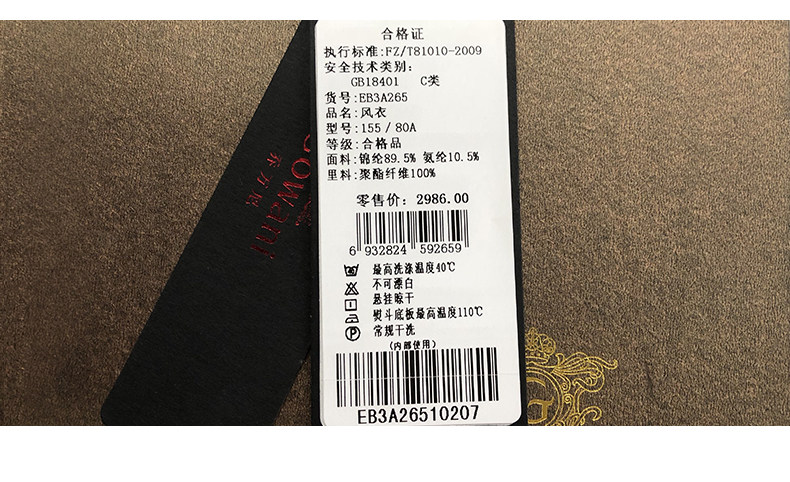 合格证
执行标准:FZ/T81010-2009
安全技术类别:
GB18401 C类
货号:EB3A265
品名:风衣
型号:155/80A
等级:合格品
面料:锦纶89.5% 氨纶10.5%
里料:聚酯纤维100%
零售价: 2986.00
6 932824 592659
最高洗涤温度40℃
不可漂白
悬挂晾干
熨斗底板最高温度110℃
P 常规干洗
(内部使用)
EB3A26510207